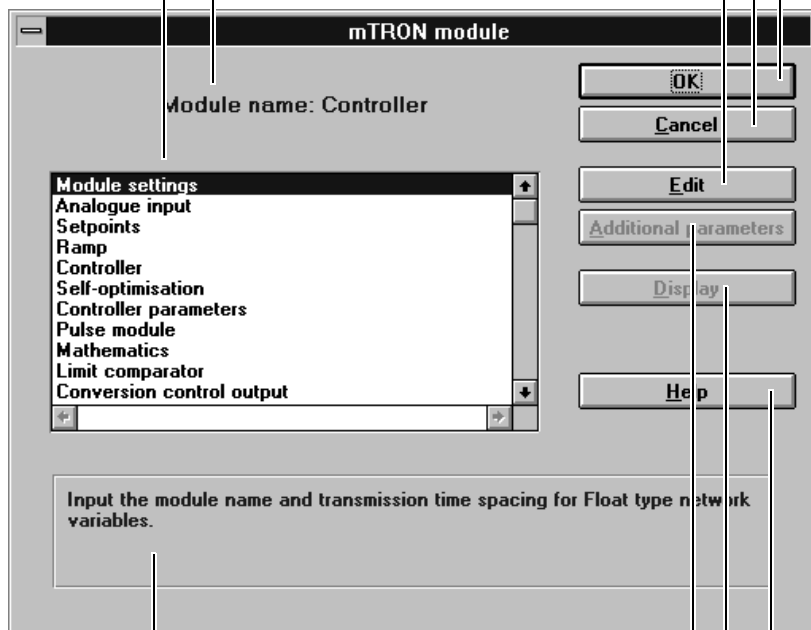 mTRON module
Module name: Controller
OK
Cancel
Module settings
Analogue input
Setpoints
Ramp
Controller
Self-optimisation
Controller parameters
Pulse module
Mathematics
Limit comparator
Conversion control output
Edit
Additional parameters
Display
Help
Input the module name and transmission time spacing for Float type network
variables.